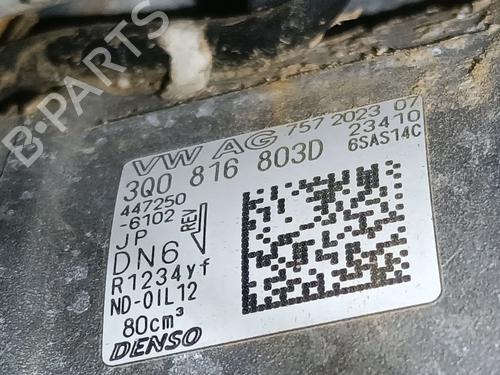 B-PARTS
VW AG 757 2023 07
23410
3Q0 816 803D 6SAS14C
447250
-6102
JP
REV
DN6
R1234yf
ND-OIL12
80cm³
DENSO